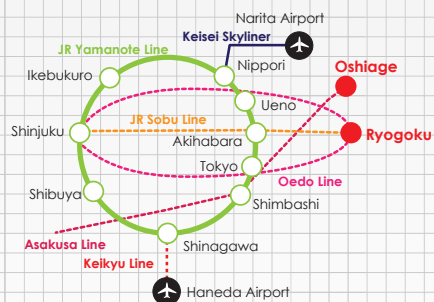 Narita Airport
Keisei Skyliner
JR Yamanote Line
Oshiage
Nippori
Ikebukuro
Ueno
JR Sobu Line
Shinjuku
Ryogoku
Akihabara
Tokyo
Oedo Line
Shibuya
Shimbashi
Asakusa Line
Shinagawa
Keikyu Line
Haneda Airport